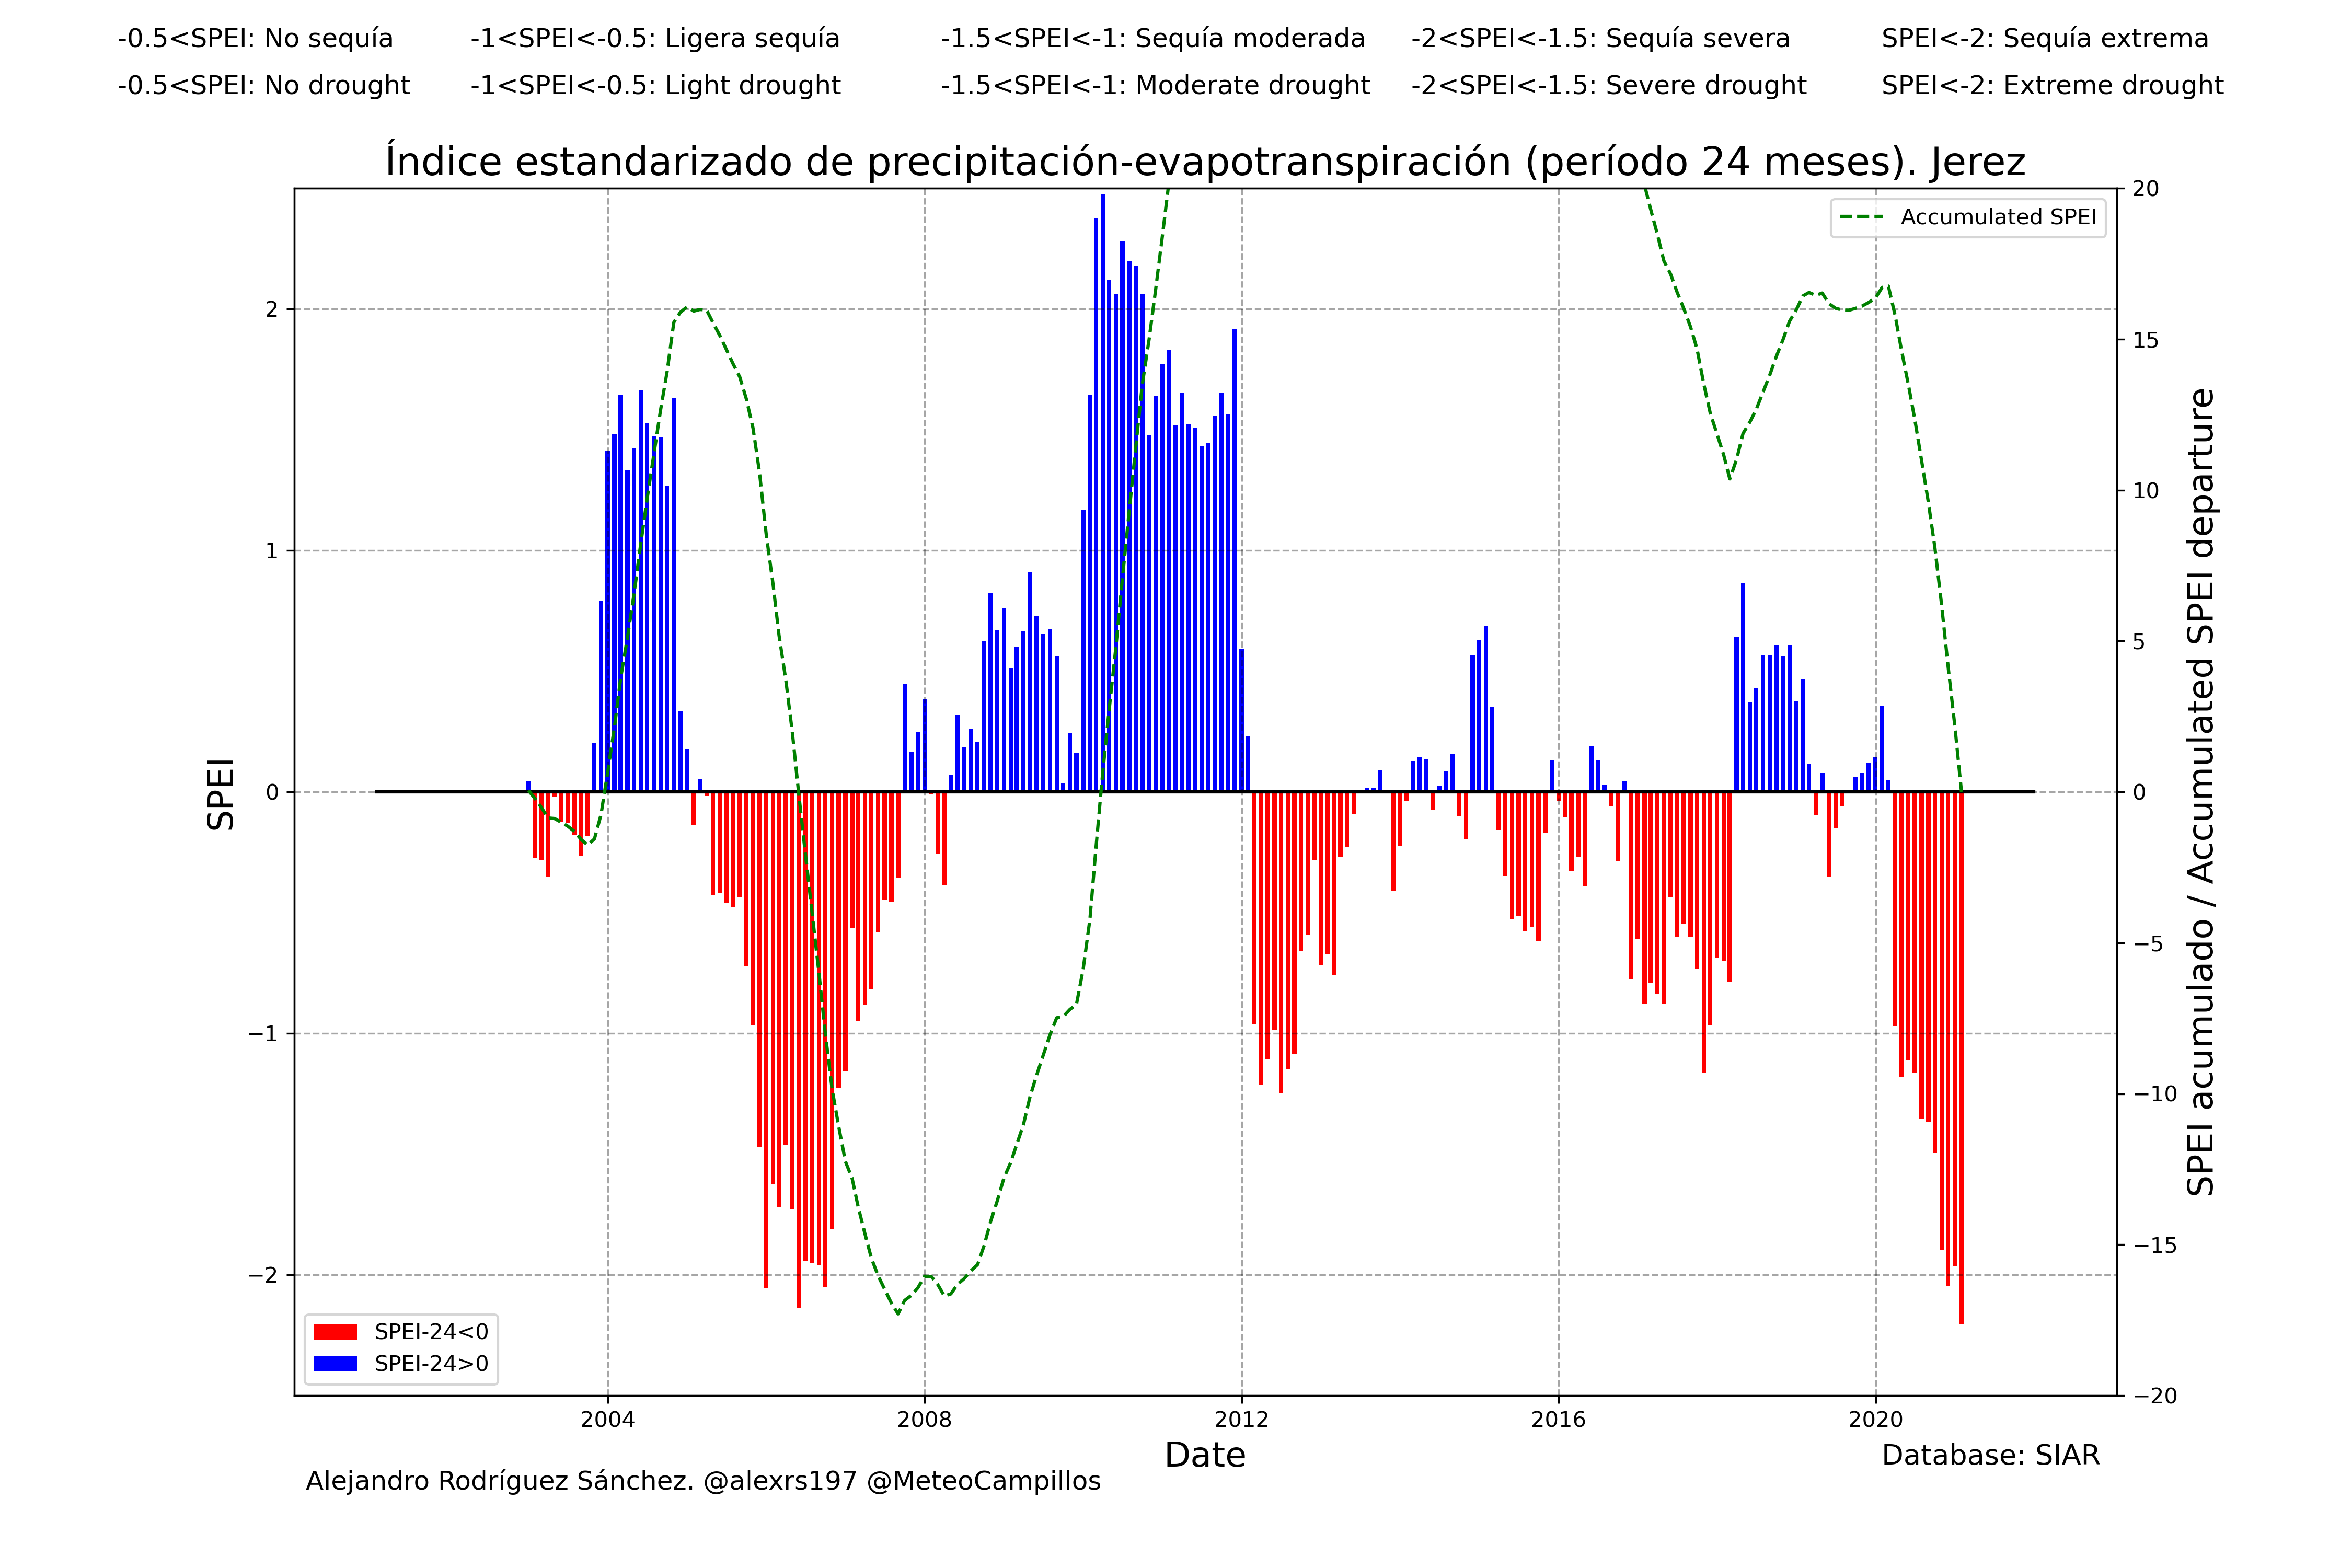 -0.5<SPEI: No sequía -1<SPEI<-0.5: Ligera sequía -1.5<SPEI<-1: Sequía moderada -2<SPEI<-1.5: Sequía severa SPEI<-2: Sequía extrema
-0.5<SPEI: No drought -1<SPEI<-0.5: Light drought -1.5<SPEI<-1: Moderate drought -2<SPEI<-1.5: Severe drought SPEI<-2: Extreme drought
Índice estandarizado de precipitación-evapotranspiración (período 24 meses). Jerez
Accumulated SPEI
SPEI
2
1
0
−1
−2
20
15
10
5
0
−5
−10
−15
−20
SPEI acumulado / Accumulated SPEI departure
SPEI-24<0
SPEI-24>0
2004 2008 2012 2016 2020
Date
Database: SIAR
Alejandro Rodríguez Sánchez. @alexrs197 @MeteoCampillos